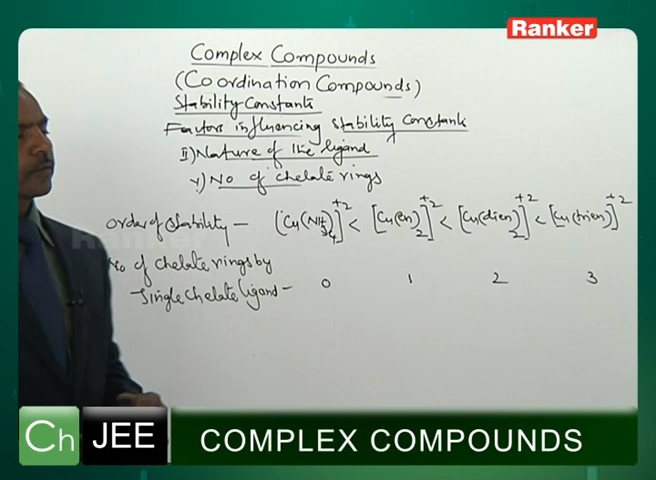 Ranker
Complex Compounds
(Coordination Compounds)
Stability Constants
Factors influencing stability constants
II) Nature of the ligand
v) No of chelate rings
order of stability — [Cu(NH3)4]+2 < [Cu(en)2]+2 < [Cu(dien)2]+2 < [Cu(trien)]+2
No of chelate rings by
Single chelate ligand – 0 1 2 3
Ranker
Ch JEE COMPLEX COMPOUNDS